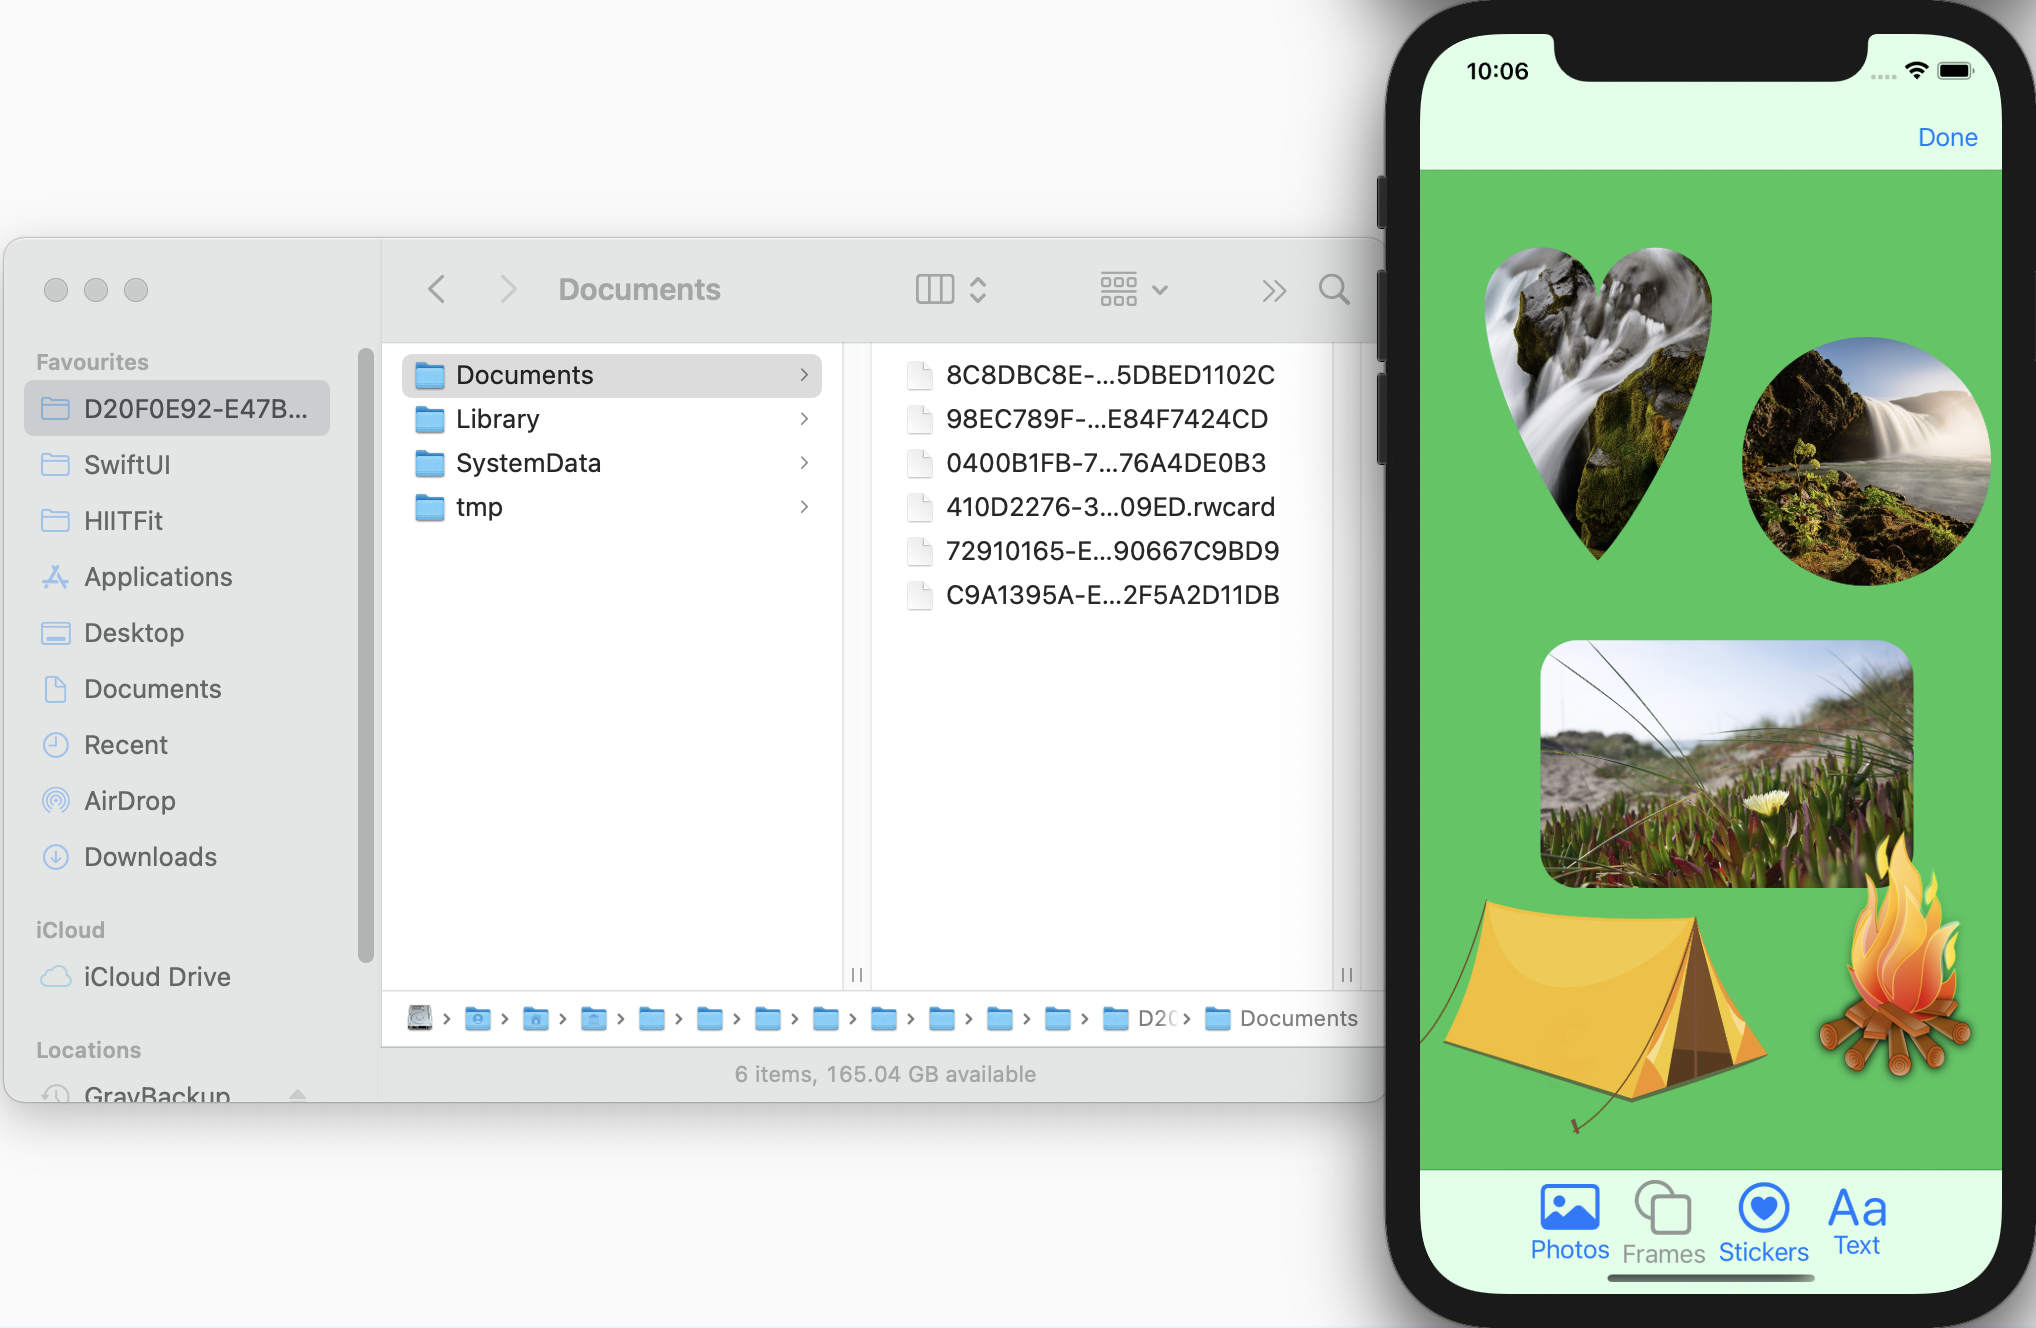 Documents
Favourites
D20F0E92-E47B...
SwiftUI
HIITFit
Applications
Desktop
Documents
Recent
AirDrop
Downloads
iCloud
iCloud Drive
Locations
GrayBackup
Documents
Library
SystemData
tmp
8C8DBC8E-...5DBED1102C
98EC789F-...E84F7424CD
0400B1FB-7...76A4DE0B3
410D2276-3...09ED.rwcard
72910165-E...90667C9BD9
C9A1395A-E...2F5A2D11DB
D20 Documents
6 items, 165.04 GB available
10:06
Done
Photos
Frames
Stickers
Aa
Text